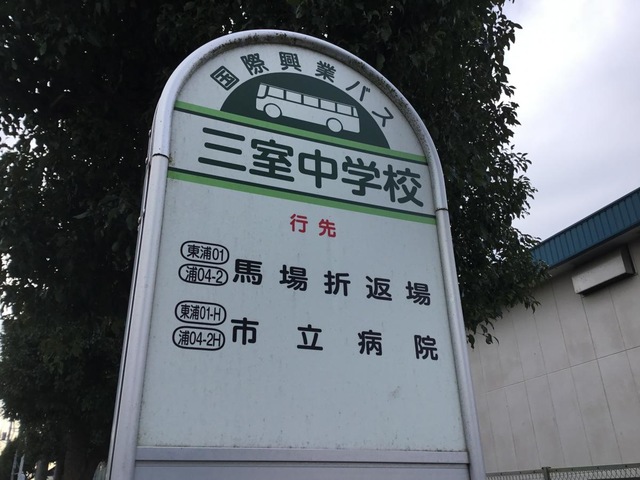 国際興業バス
三室中学校
行先
東浦01
浦04-2 馬場折返場
東浦01-H
浦04-2H 市立病院